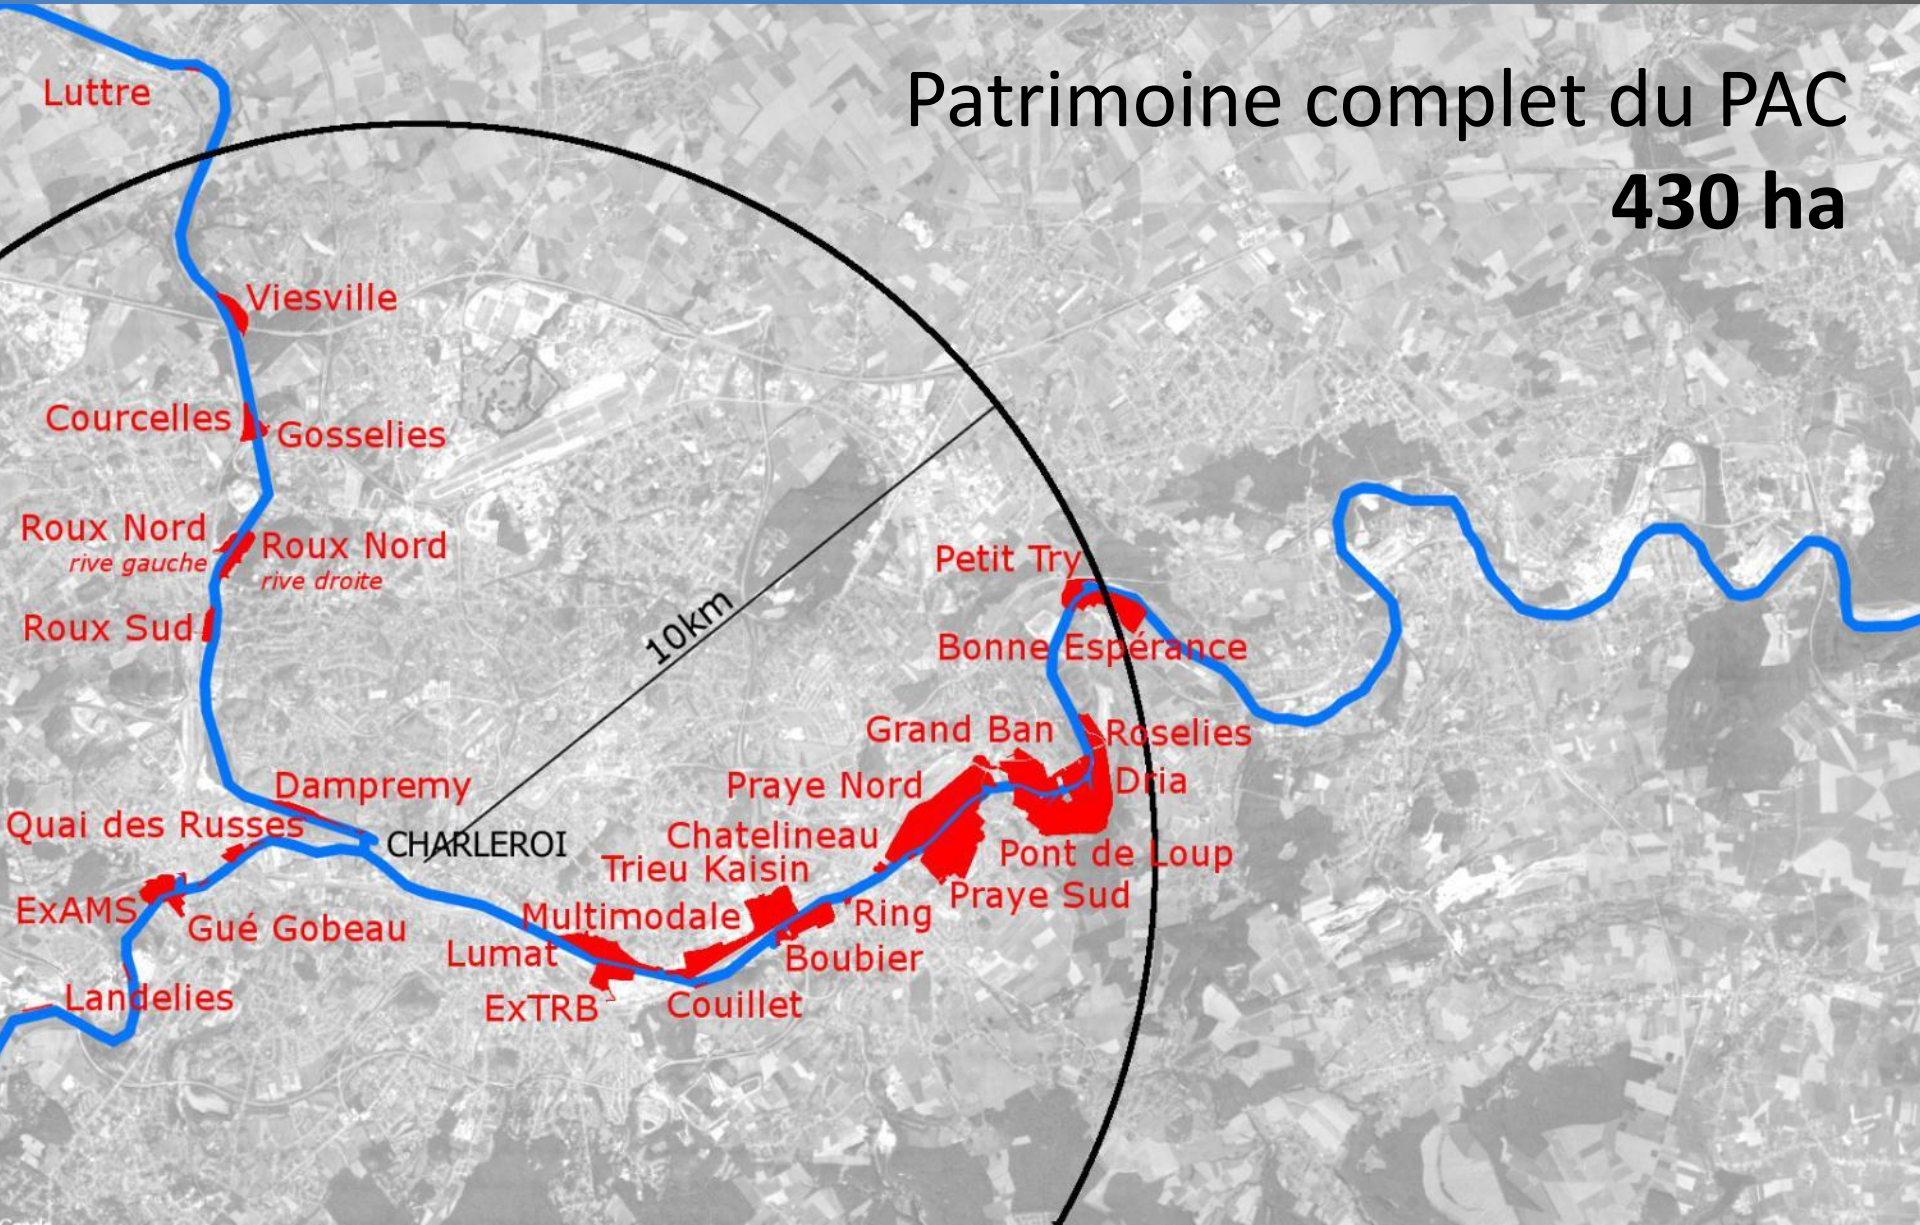 Patrimoine complet du PAC
430 ha
Luttre
Viesville
Courcelles
Gosselies
Roux Nord
rive gauche
Roux Nord
rive droite
Roux Sud
10km
Petit Try
Bonne Espérance
Grand Ban
Roselies
Praye Nord
Dria
Dampremy
Quai des Russes
CHARLEROI
Chatelineau
Pont de Loup
Trieu Kaisin
Praye Sud
ExAMS
Gué Gobeau
Multimodale
Ring
Lumat
Boubier
Landelies
ExTRB
Couillet